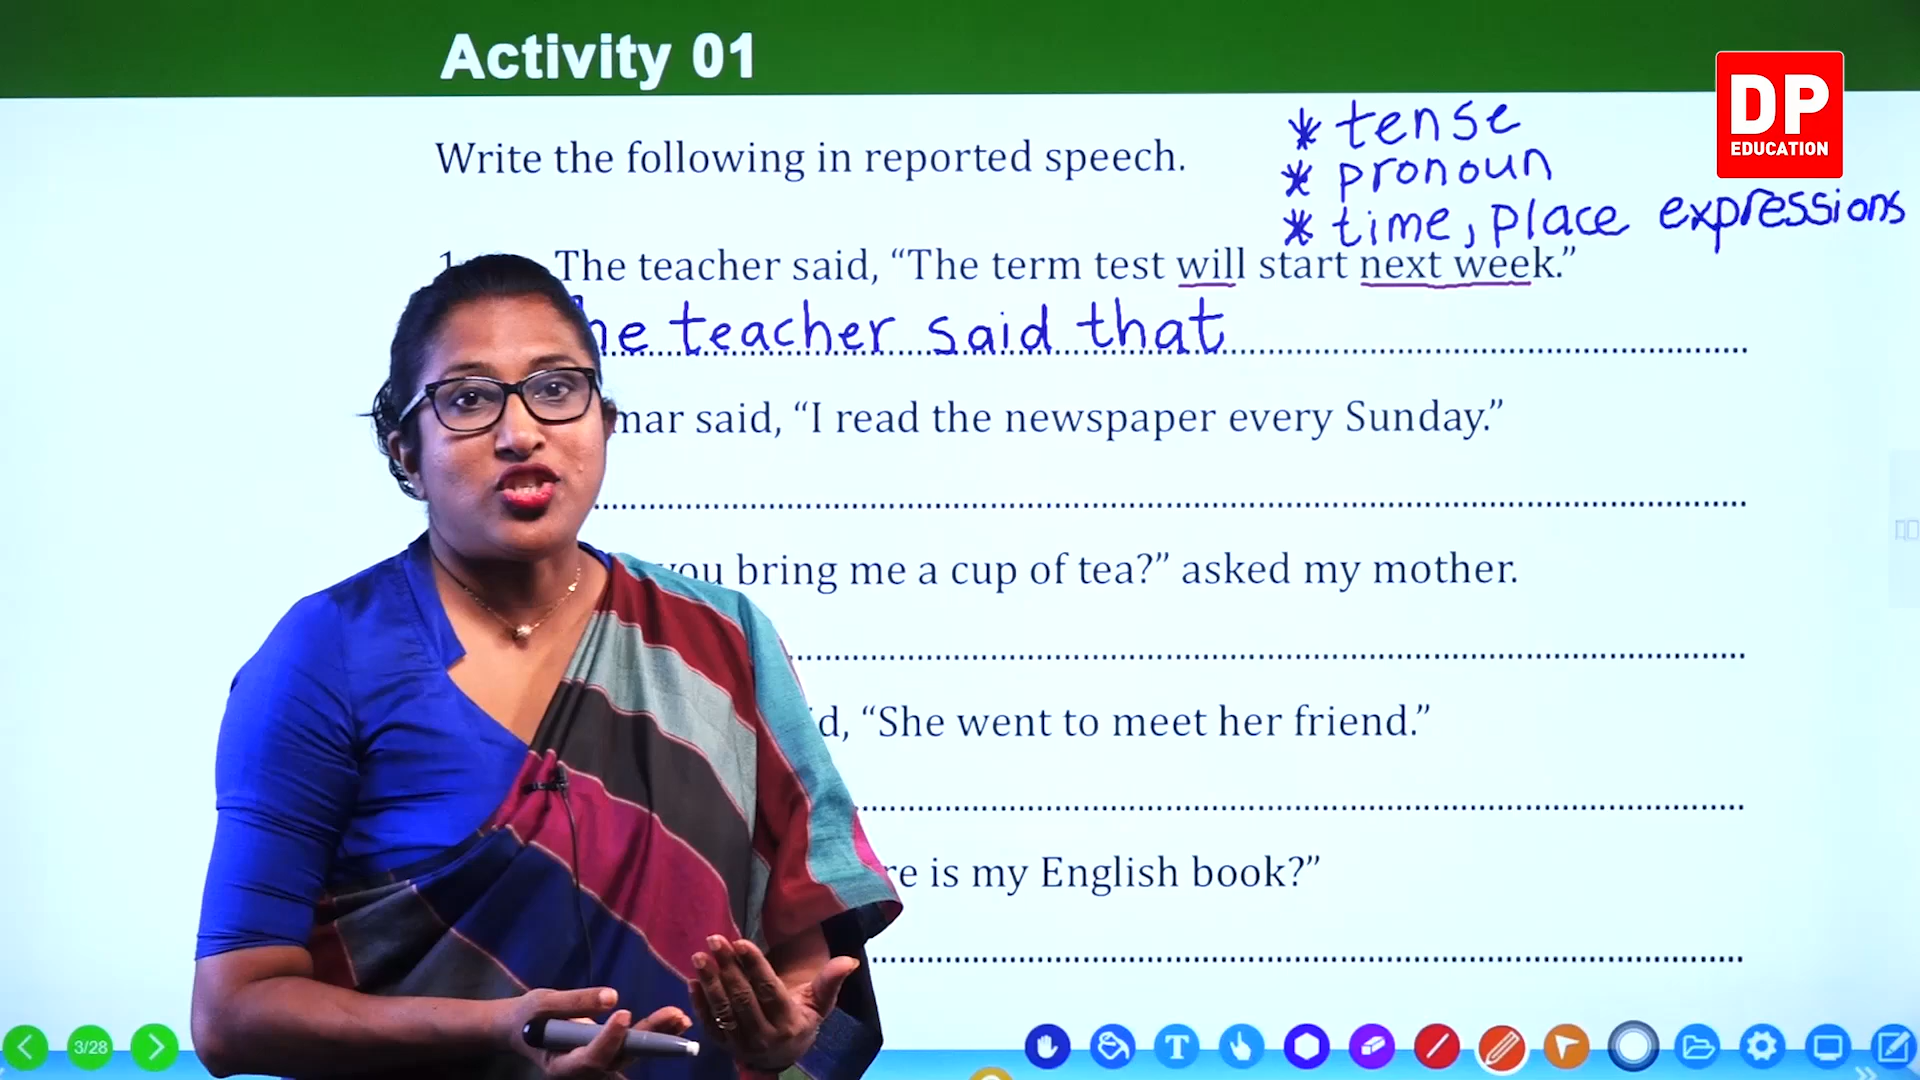 Activity 01
DP
EDUCATION
* tense
* pronoun
* time, place expressions
Write the following in reported speech.
The teacher said, “The term test will start next week.”
he teacher said that
mar said, “I read the newspaper every Sunday.”
you bring me a cup of tea?” asked my mother.
d, “She went to meet her friend.”
re is my English book?”
3/28
T